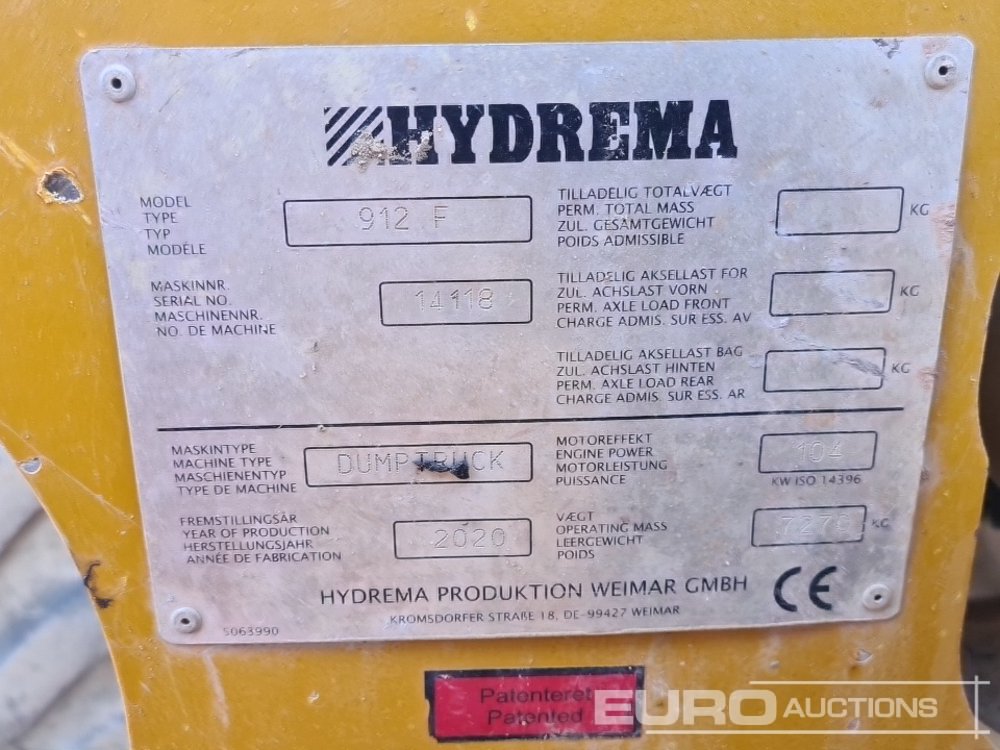 HYDREMA
MODEL
TYPE
TYP
MODÉLE
912 F
MASKINNR.
SERIAL NO.
MASCHINENNR.
NO. DE MACHINE
14118
TILLADELIG TOTALVÆGT
PERM. TOTAL MASS
ZUL. GESAMTGEWICHT
POIDS ADMISSIBLE
KG
TILLADELIG AKSELLAST FOR
ZUL. ACHSLAST VORN
PERM. AXLE LOAD FRONT
CHARGE ADMIS. SUR ESS. AV
KG
TILLADELIG AKSELLAST BAG
ZUL. ACHSLAST HINTEN
PERM. AXLE LOAD REAR
CHARGE ADMIS. SUR ESS. AR
KG
MASKINTYPE
MACHINE TYPE
MASCHIENENTYP
TYPE DE MACHINE
DUMPTRUCK
FREMSTILLINGSÅR
YEAR OF PRODUCTION
HERSTELLUNGSJAHR
ANNÉE DE FABRICATION
2020
MOTOREFFEKT
ENGINE POWER
MOTORLEISTUNG
PUISSANCE
104
KW ISO 14396
VÆGT
OPERATING MASS
LEERGEWICHT
POIDS
KG
HYDREMA PRODUKTION WEIMAR GMBH
KROMSDORFER STRAßE 18, DE-99427 WEIMAR
CE
5063990
Patenteret
Patented
EURO AUCTIONS